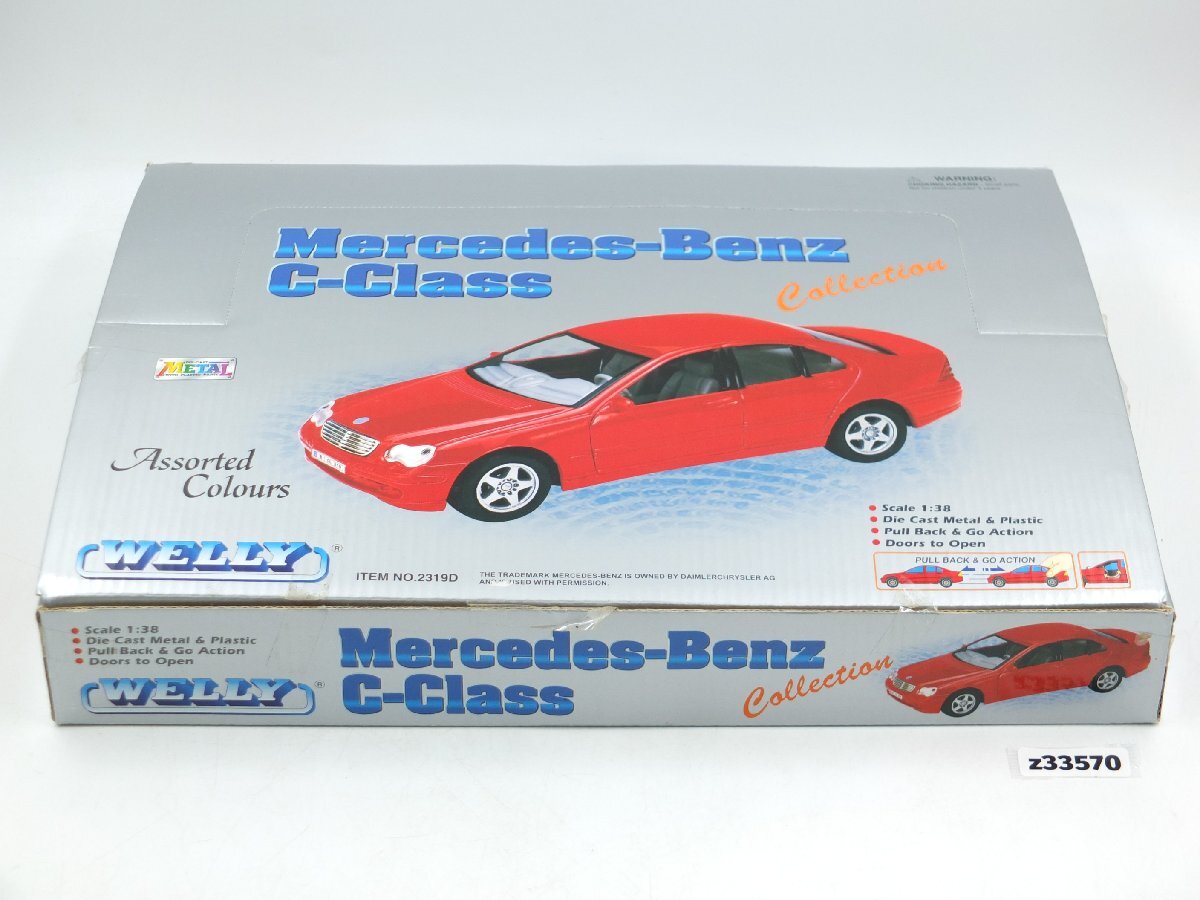 WARNING:
CHOKING HAZARD
Mercedes-Benz
C-Class
Collection
METAL
Assorted
Colours
Scale 1:38
Die Cast Metal & Plastic
Pull Back & Go Action
Doors to Open
PULL BACK & GO ACTION
WELLY®
ITEM NO.2319D
THE TRADEMARK MERCEDES-BENZ IS OWNED BY DAIMLERCHRYSLER AG
USED WITH PERMISSION.
Scale 1:38
Die Cast Metal & Plastic
Pull Back & Go Action
Doors to Open
WELLY®
Mercedes-Benz
C-Class
Collection
z33570